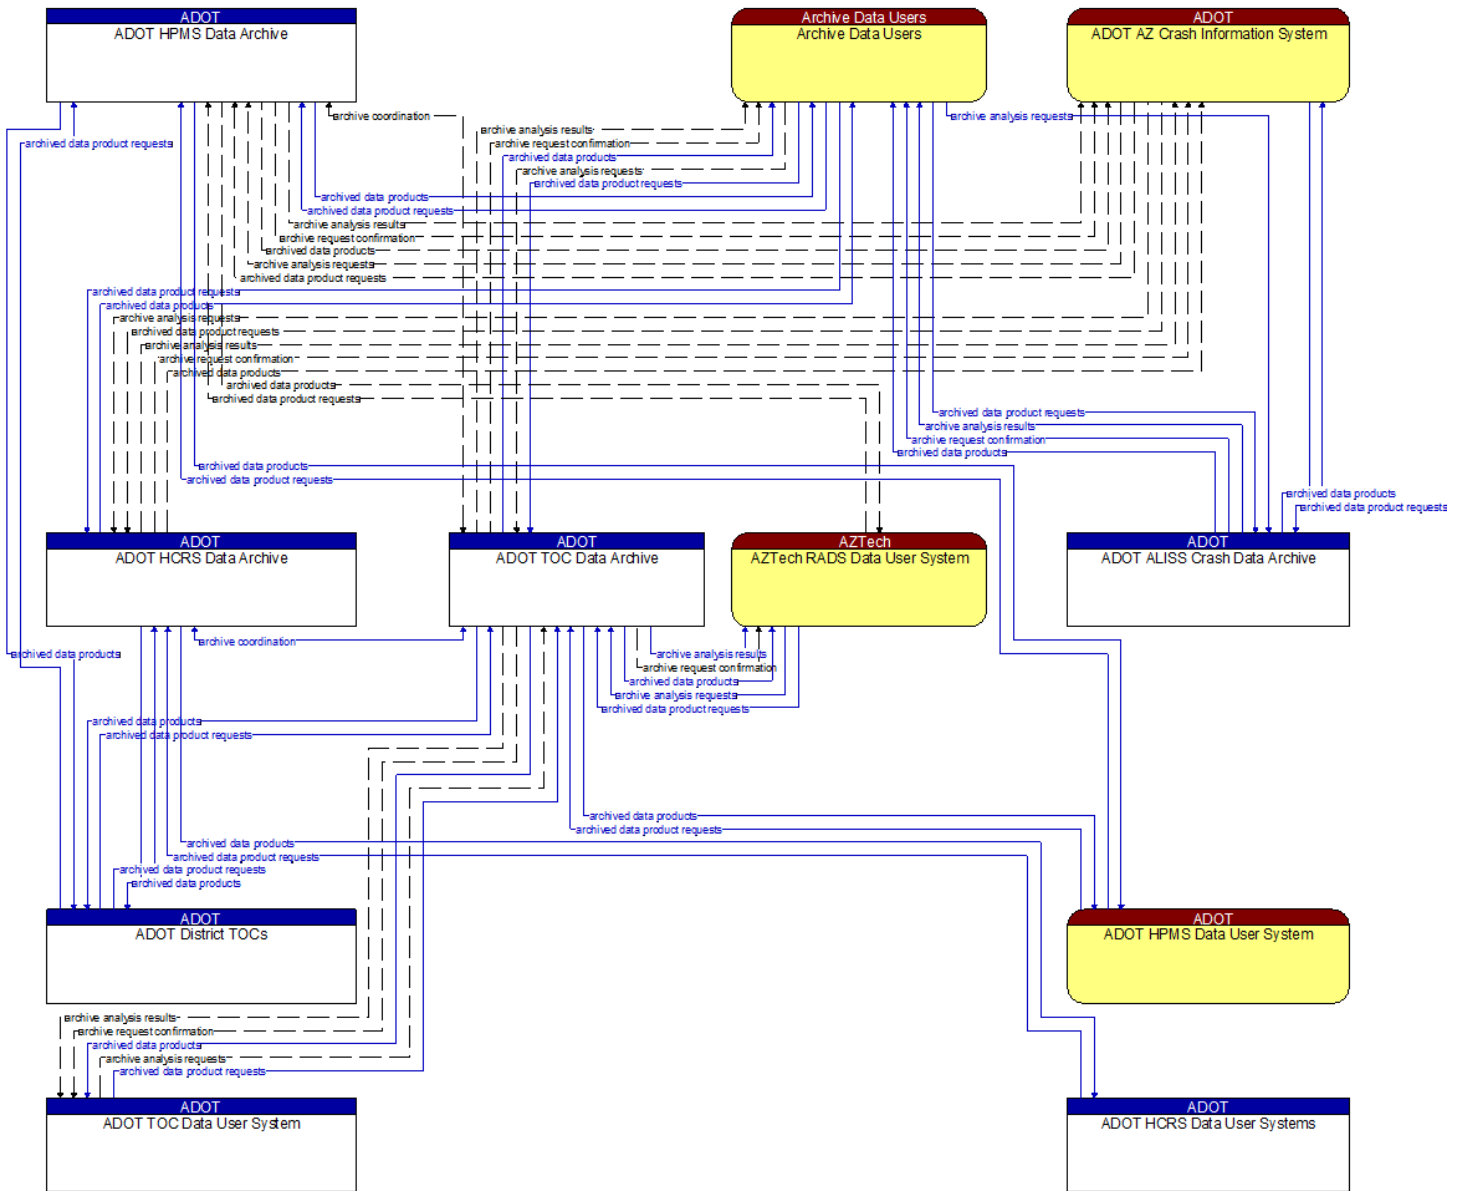 ADOT
ADOT HPMS Data Archive
Archive Data Users
Archive Data Users
ADOT
ADOT AZ Crash Information System
archive coordination
archive analysis requests
archive analysis results
archived data product requests
archive request confirmation
archived data products
archive analysis requests
archived data product requests
archived data products
archived data product requests
archive analysis results
archive request confirmation
archived data products
archive analysis requests
archived data product requests
archived data product requests
archived data products
archive analysis requests
archived data product requests
archive analysis results
archive request confirmation
archived data products
archived data products
archived data product requests
archived data product requests
archive analysis results
archive request confirmation
archived data products
archived data products
archived data product requests
archived data products
archived data product requests
ADOT
ADOT HCRS Data Archive
ADOT
ADOT TOC Data Archive
AZTech
AZTech RADS Data User System
ADOT
ADOT ALISS Crash Data Archive
archive coordination
archived data products
archive analysis results
archive request confirmation
archived data products
archive analysis requests
archived data product requests
archived data products
archived data product requests
archived data products
archived data product requests
archived data products
archived data product requests
archived data product requests
archived data products
ADOT
ADOT District TOCs
ADOT
ADOT HPMS Data User System
archive analysis results
archive request confirmation
archived data products
archive analysis requests
archived data product requests
ADOT
ADOT TOC Data User System
ADOT
ADOT HCRS Data User Systems